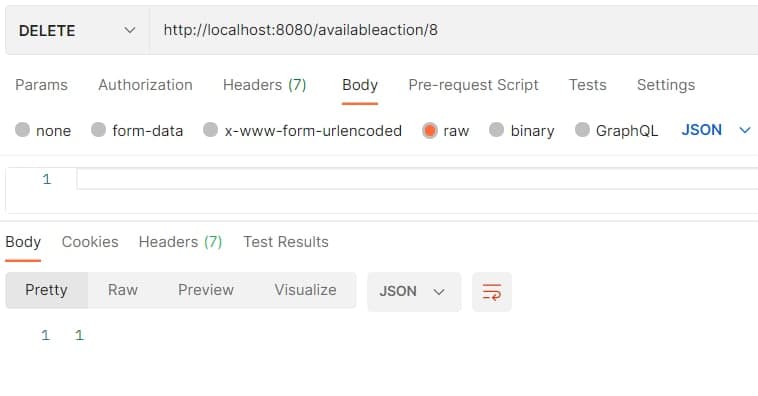 DELETE http://localhost:8080/availableaction/8
Params Authorization Headers (7) Body Pre-request Script Tests Settings
none form-data x-www-form-urlencoded raw binary GraphQL JSON
1
Body Cookies Headers (7) Test Results
Pretty Raw Preview Visualize JSON
1 1